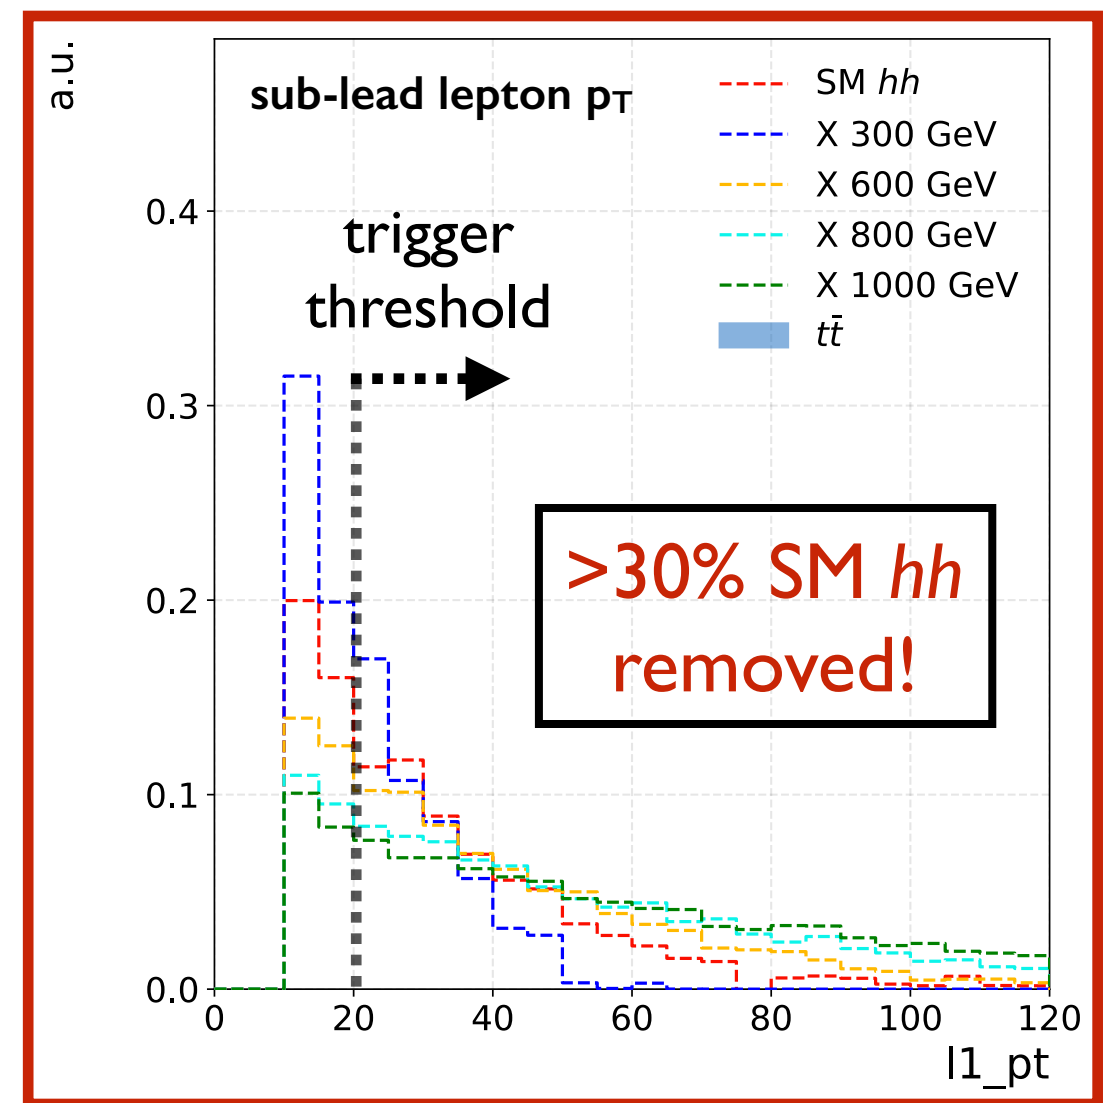 a.u.
sub-lead lepton pT
SM hh
X 300 GeV
X 600 GeV
X 800 GeV
X 1000 GeV
tt̄
trigger
threshold
>30% SM hh
removed!
0.4
0.3
0.2
0.1
0.0
0 20 40 60 80 100 120
l1_pt